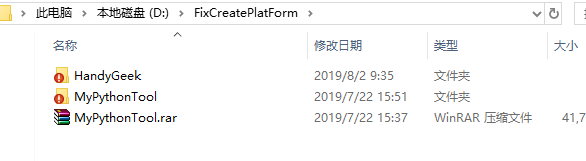 此电脑 › 本地磁盘 (D:) › FixCreatePlatForm ›
名称 修改日期 类型 大小
HandyGeek 2019/8/2 9:35 文件夹
MyPythonTool 2019/7/22 15:51 文件夹
MyPythonTool.rar 2019/7/22 15:37 WinRAR 压缩文件 41,7